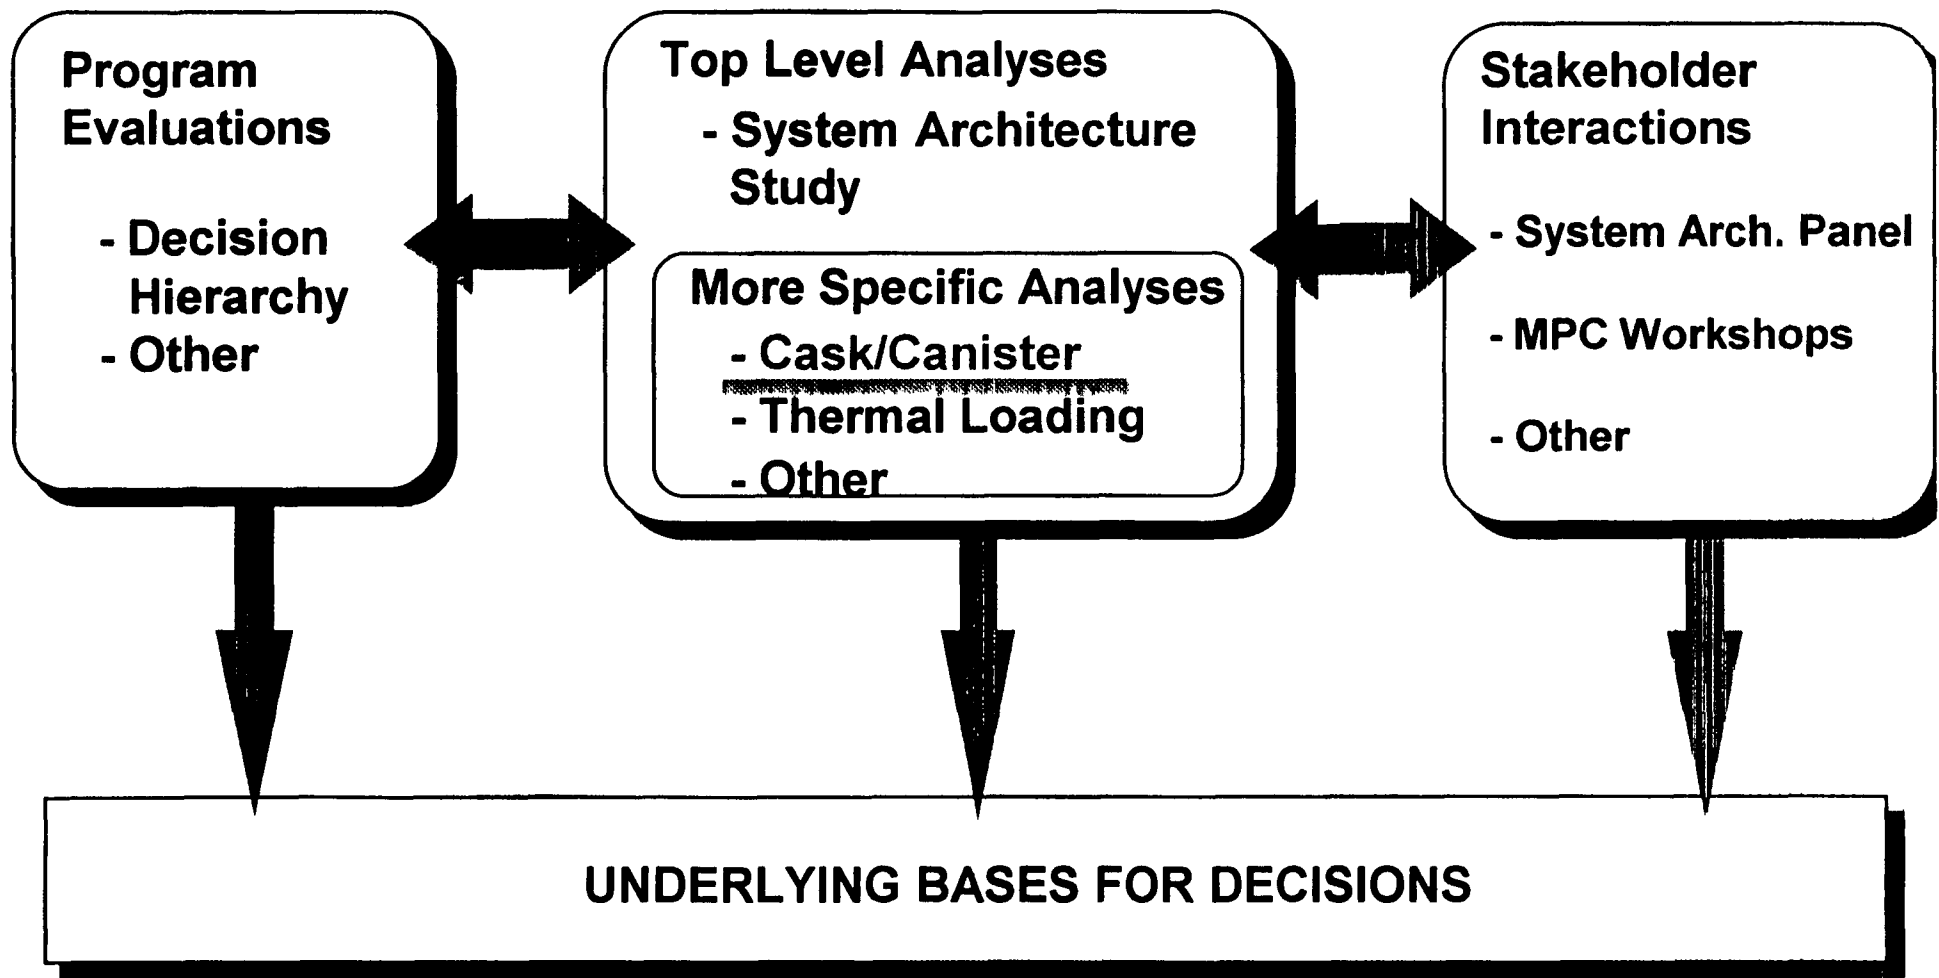 Program
Evaluations
- Decision
Hierarchy
- Other
Top Level Analyses
- System Architecture
Study
More Specific Analyses
- Cask/Canister
- Thermal Loading
- Other
Stakeholder
Interactions
- System Arch. Panel
- MPC Workshops
- Other
UNDERLYING BASES FOR DECISIONS